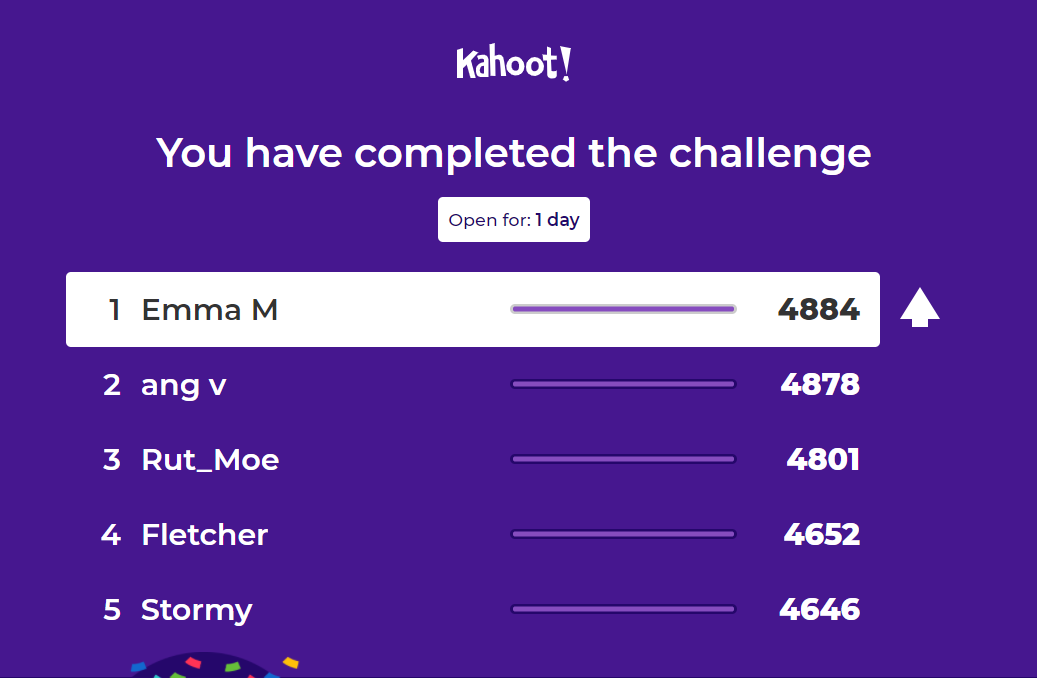 Kahoot!
You have completed the challenge
Open for: 1 day
1 Emma M 4884
2 ang v 4878
3 Rut_Moe 4801
4 Fletcher 4652
5 Stormy 4646